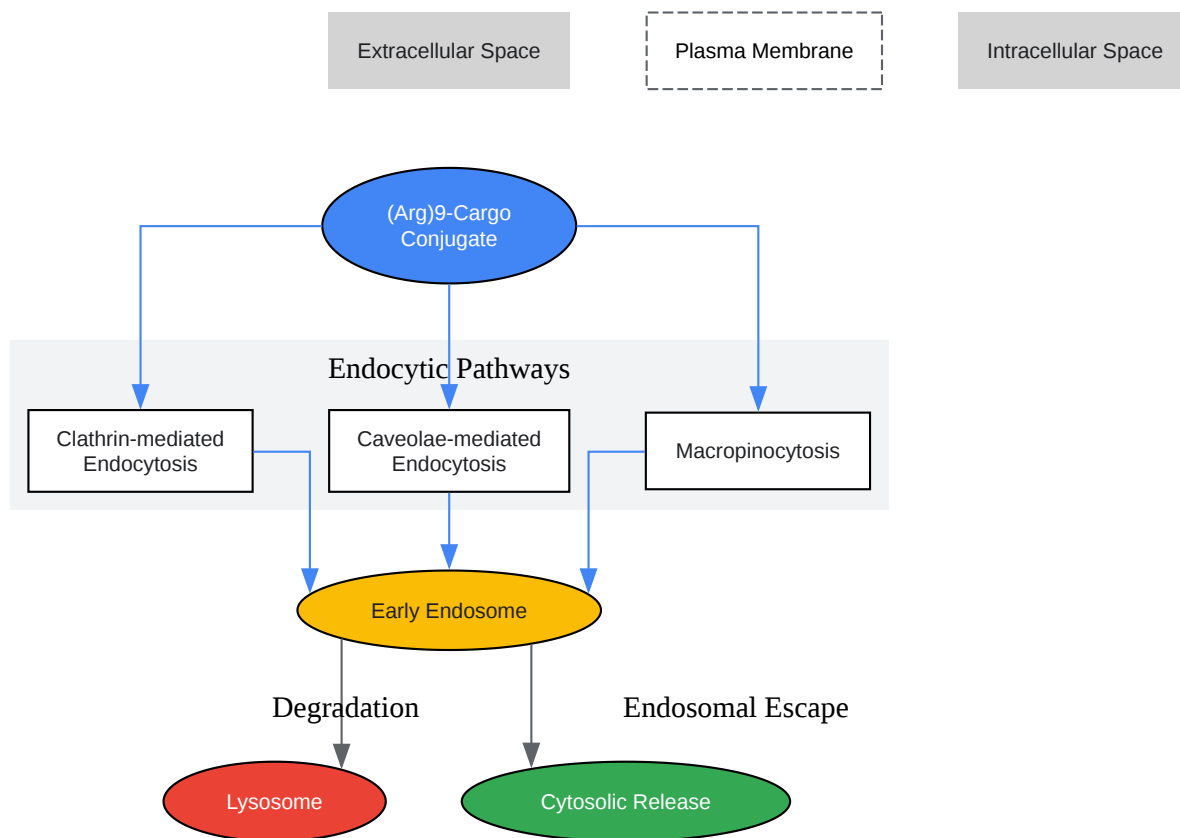 Extracellular Space
Plasma Membrane
Intracellular Space
(Arg)9-Cargo
Conjugate
Endocytic Pathways
Clathrin-mediated
Endocytosis
Caveolae-mediated
Endocytosis
Macropinocytosis
Early Endosome
Degradation
Endosomal Escape
Lysosome
Cytosolic Release